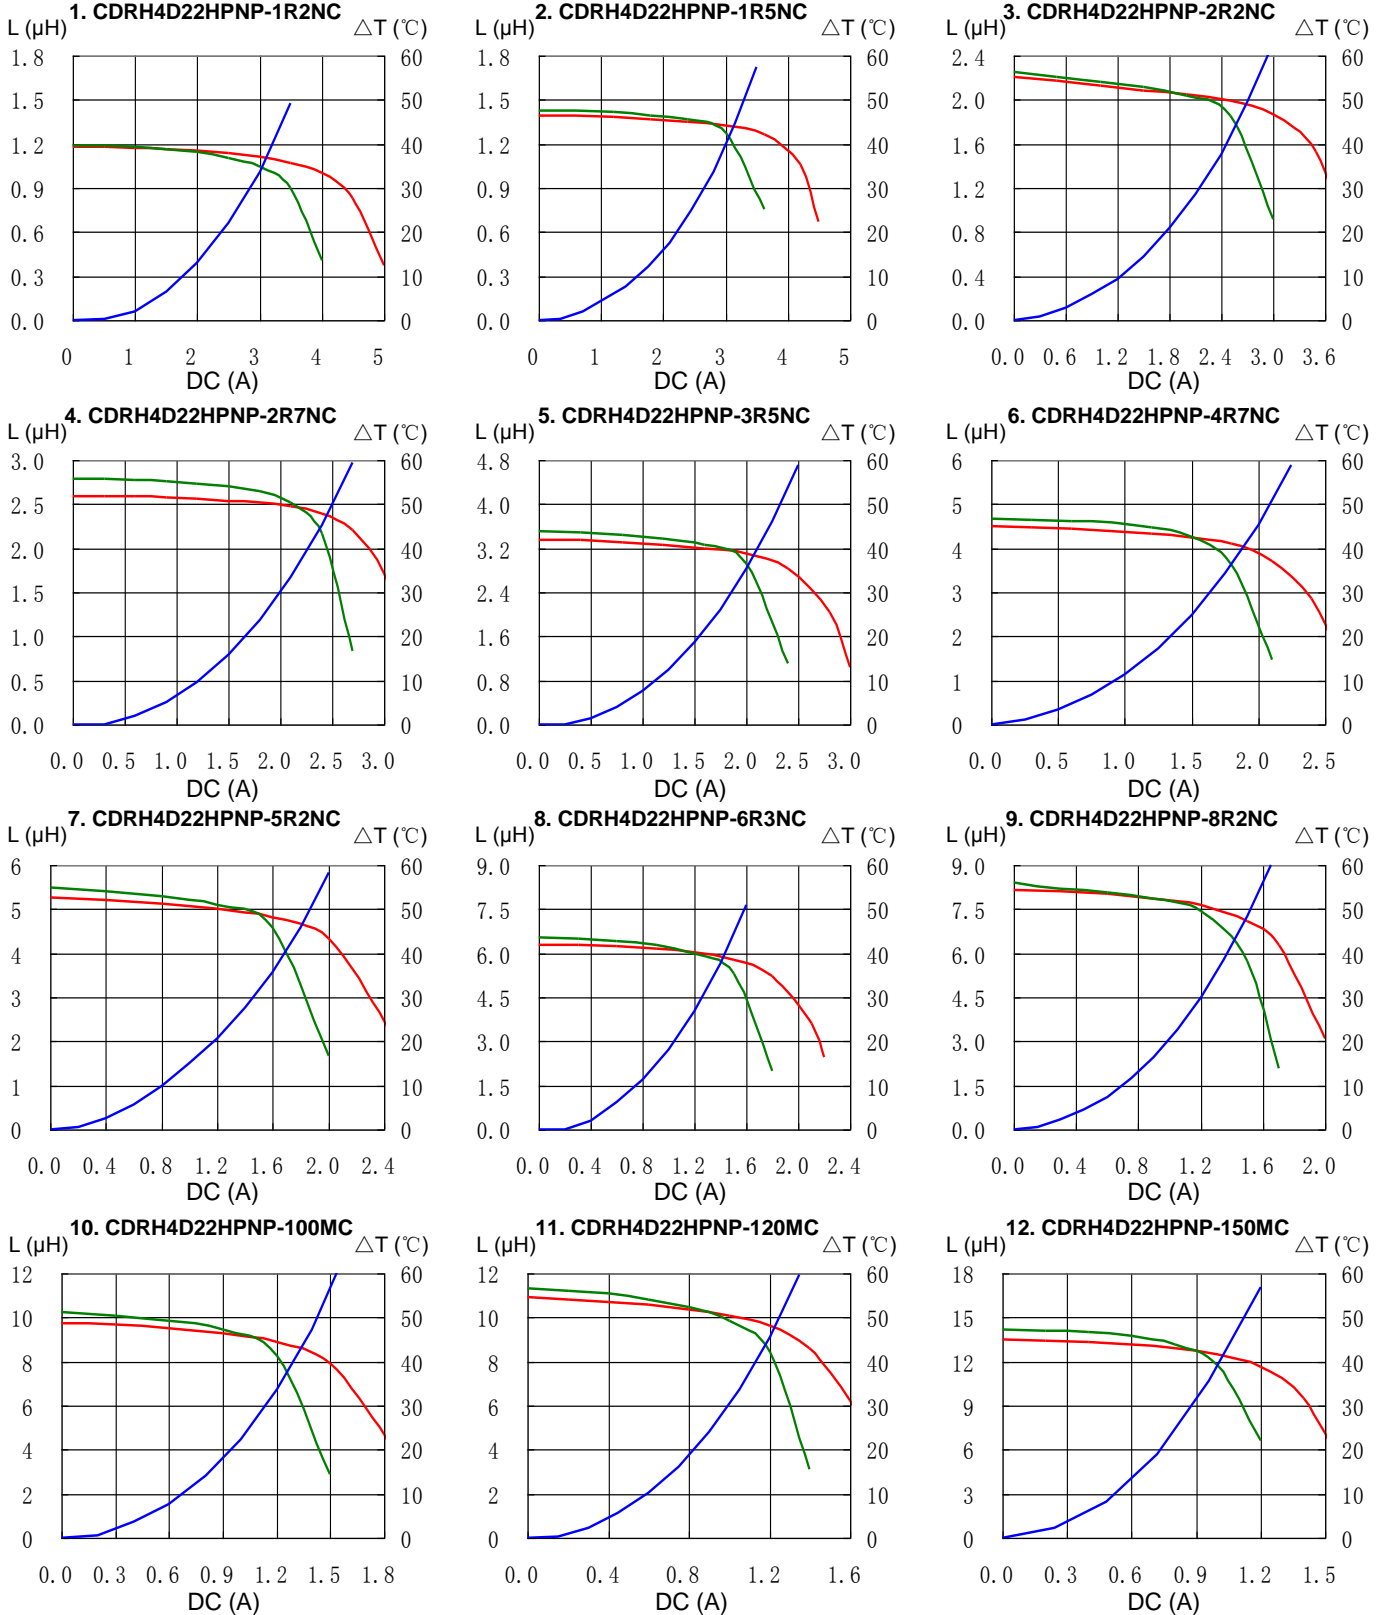 1. CDRH4D22HPNP-1R2NC
L (μH) △T (℃)
1.8 60
1.5 50
1.2 40
0.9 30
0.6 20
0.3 10
0.0 0
0 1 2 3 4 5
DC (A)
2. CDRH4D22HPNP-1R5NC
L (μH) △T (℃)
1.8 60
1.5 50
1.2 40
0.9 30
0.6 20
0.3 10
0.0 0
0 1 2 3 4 5
DC (A)
3. CDRH4D22HPNP-2R2NC
L (μH) △T (℃)
2.4 60
2.0 50
1.6 40
1.2 30
0.8 20
0.4 10
0.0 0
0.0 0.6 1.2 1.8 2.4 3.0 3.6
DC (A)
4. CDRH4D22HPNP-2R7NC
L (μH) △T (℃)
3.0 60
2.5 50
2.0 40
1.5 30
1.0 20
0.5 10
0.0 0
0.0 0.5 1.0 1.5 2.0 2.5 3.0
DC (A)
5. CDRH4D22HPNP-3R5NC
L (μH) △T (℃)
4.8 60
4.0 50
3.2 40
2.4 30
1.6 20
0.8 10
0.0 0
0.0 0.5 1.0 1.5 2.0 2.5 3.0
DC (A)
6. CDRH4D22HPNP-4R7NC
L (μH) △T (℃)
6 60
5 50
4 40
3 30
2 20
1 10
0 0
0.0 0.5 1.0 1.5 2.0 2.5
DC (A)
7. CDRH4D22HPNP-5R2NC
L (μH) △T (℃)
6 60
5 50
4 40
3 30
2 20
1 10
0 0
0.0 0.4 0.8 1.2 1.6 2.0 2.4
DC (A)
8. CDRH4D22HPNP-6R3NC
L (μH) △T (℃)
9.0 60
7.5 50
6.0 40
4.5 30
3.0 20
1.5 10
0.0 0
0.0 0.4 0.8 1.2 1.6 2.0 2.4
DC (A)
9. CDRH4D22HPNP-8R2NC
L (μH) △T (℃)
9.0 60
7.5 50
6.0 40
4.5 30
3.0 20
1.5 10
0.0 0
0.0 0.4 0.8 1.2 1.6 2.0
DC (A)
10. CDRH4D22HPNP-100MC
L (μH) △T (℃)
12 60
10 50
8 40
6 30
4 20
2 10
0 0
0.0 0.3 0.6 0.9 1.2 1.5 1.8
DC (A)
11. CDRH4D22HPNP-120MC
L (μH) △T (℃)
12 60
10 50
8 40
6 30
4 20
2 10
0 0
0.0 0.4 0.8 1.2 1.6
DC (A)
12. CDRH4D22HPNP-150MC
L (μH) △T (℃)
18 60
15 50
12 40
9 30
6 20
3 10
0 0
0.0 0.3 0.6 0.9 1.2 1.5
DC (A)